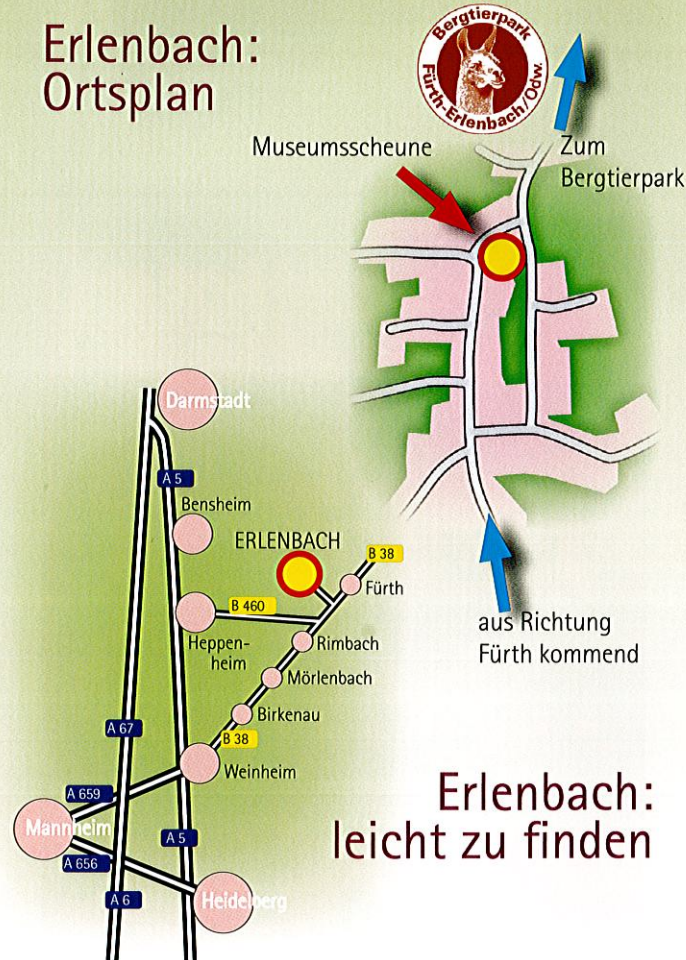 Erlenbach:
Ortsplan
Bergtierpark
Fürth-Erlenbach/Odw.
Museumsscheune
Zum
Bergtierpark
Darmstadt
A 5
Bensheim
ERLENBACH
B 38
Fürth
B 460
Heppen-
heim
Rimbach
Mörlenbach
Birkenau
A 67
B 38
Weinheim
A 659
Mannheim
A 5
A 656
A 6
Heidelberg
aus Richtung
Fürth kommend
Erlenbach:
leicht zu finden